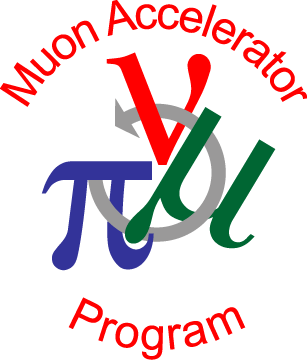 Muon Accelerator
ν
π μ
Program